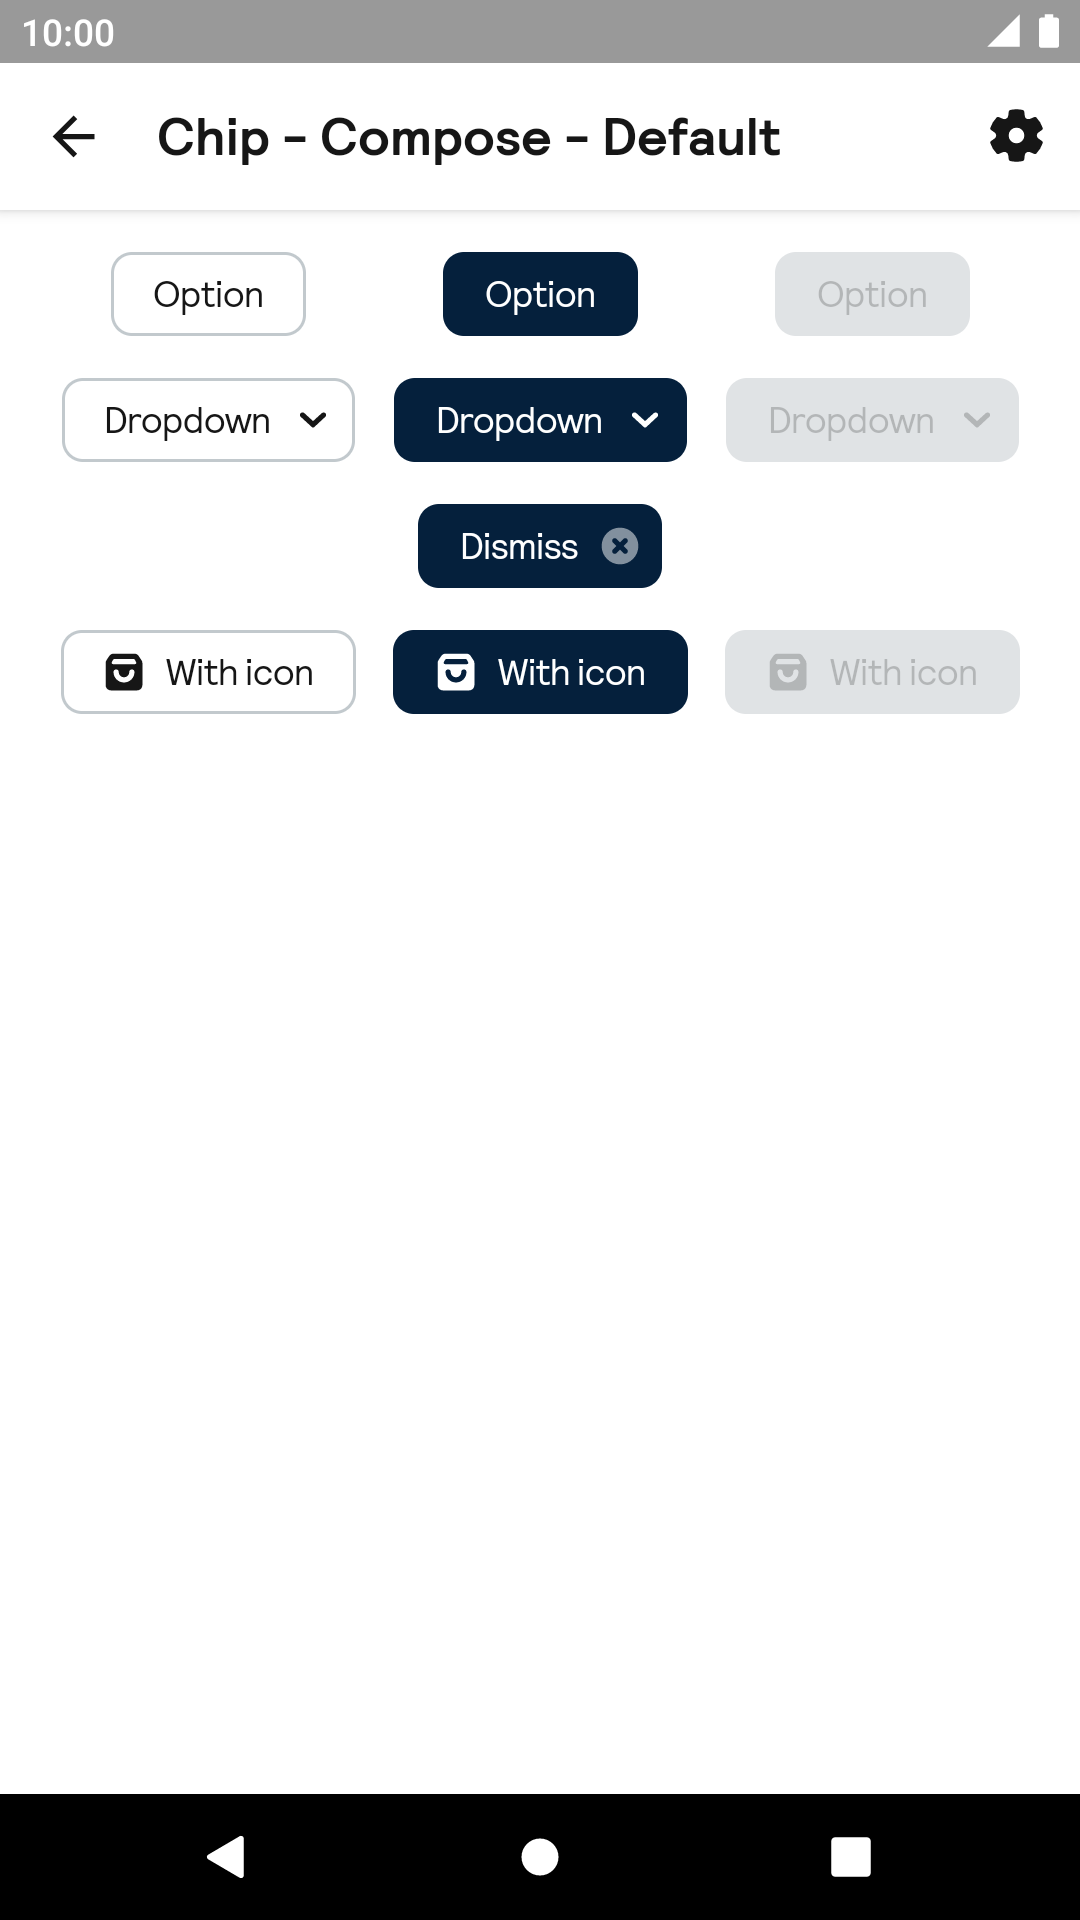 10:00
Chip - Compose - Default
Option Option Option
Dropdown Dropdown Dropdown
Dismiss
With icon With icon With icon